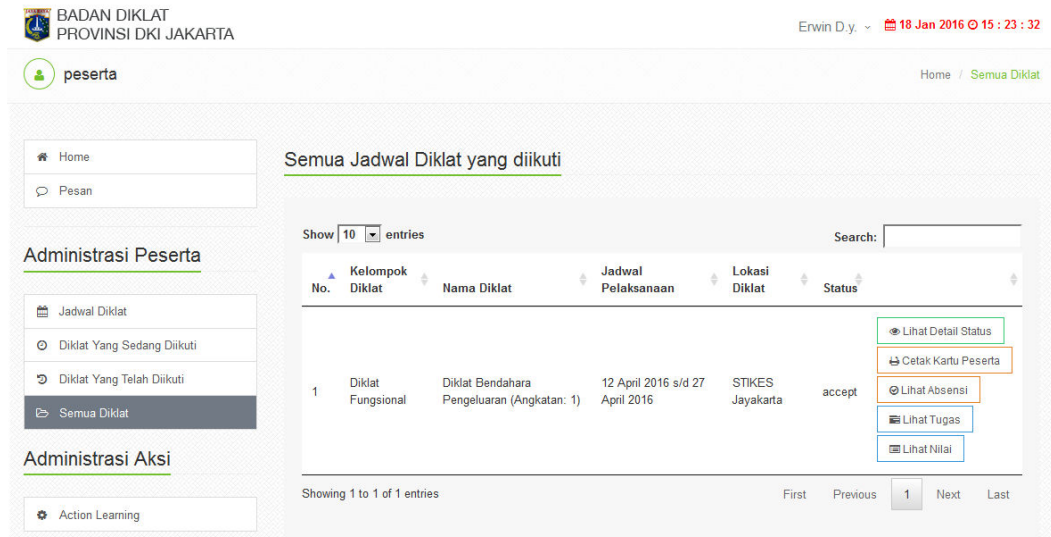 BADAN DIKLAT
PROVINSI DKI JAKARTA
Erwin D.y. 18 Jan 2016 15 : 23 : 32
peserta
Home / Semua Diklat
Home
Pesan
Administrasi Peserta
Jadwal Diklat
Diklat Yang Sedang Diikuti
Diklat Yang Telah Diikuti
Semua Diklat
Administrasi Aksi
Action Learning
Semua Jadwal Diklat yang diikuti
Show 10 entries
Search:
No. Kelompok Diklat Nama Diklat Jadwal Pelaksanaan Lokasi Diklat Status
1 Diklat Fungsional Diklat Bendahara Pengeluaran (Angkatan: 1) 12 April 2016 s/d 27 April 2016 STIKES Jayakarta accept
Lihat Detail Status
Cetak Kartu Peserta
Lihat Absensi
Lihat Tugas
Lihat Nilai
Showing 1 to 1 of 1 entries
First Previous 1 Next Last